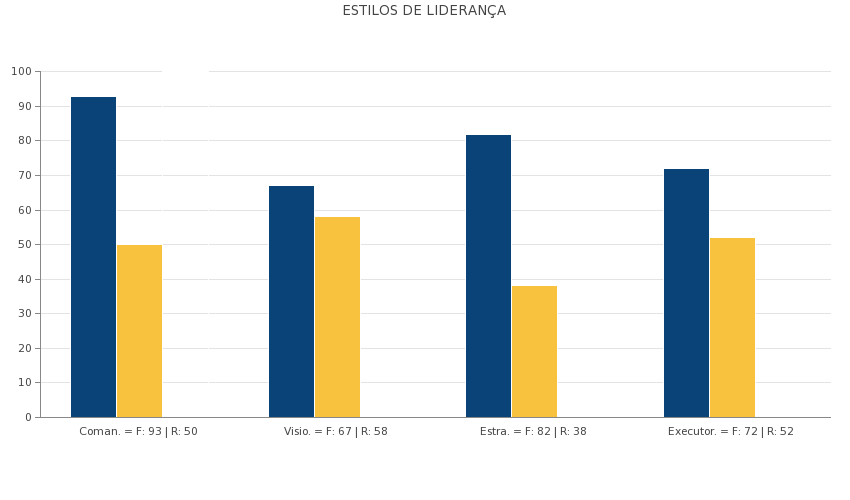 ESTILOS DE LIDERANÇA
100
90
80
70
60
50
40
30
20
10
0
Coman. = F: 93 | R: 50
Visio. = F: 67 | R: 58
Estra. = F: 82 | R: 38
Executor. = F: 72 | R: 52